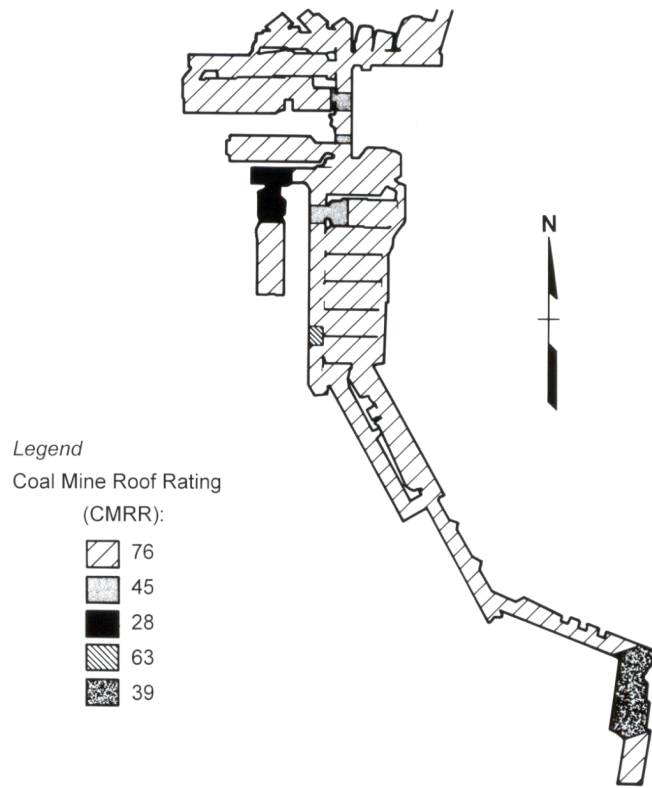 N
Legend
Coal Mine Roof Rating
(CMRR):
76
45
28
63
39